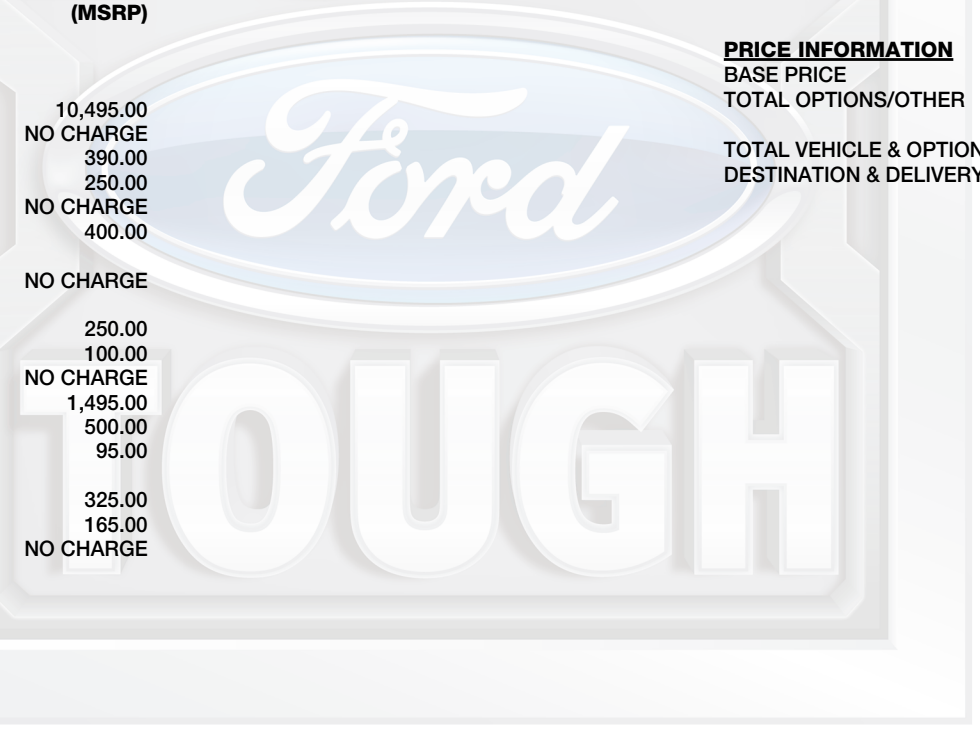 (MSRP)
10,495.00
NO CHARGE
390.00
250.00
NO CHARGE
400.00
NO CHARGE
250.00
100.00
NO CHARGE
1,495.00
500.00
95.00
325.00
165.00
NO CHARGE
PRICE INFORMATION
BASE PRICE
TOTAL OPTIONS/OTHER
TOTAL VEHICLE & OPTION
DESTINATION & DELIVERY
Ford
TOUGH